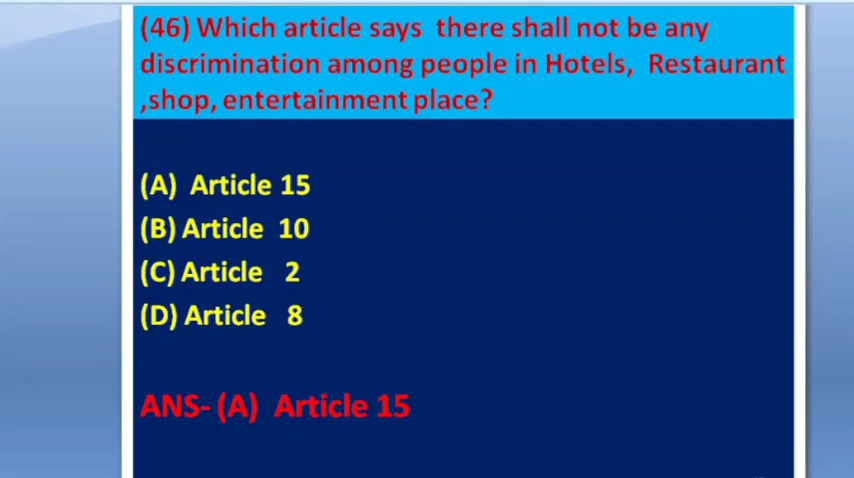 (46) Which article says there shall not be any
discrimination among people in Hotels, Restaurant
,shop, entertainment place?
(A) Article 15
(B) Article 10
(C) Article 2
(D) Article 8
ANS- (A) Article 15